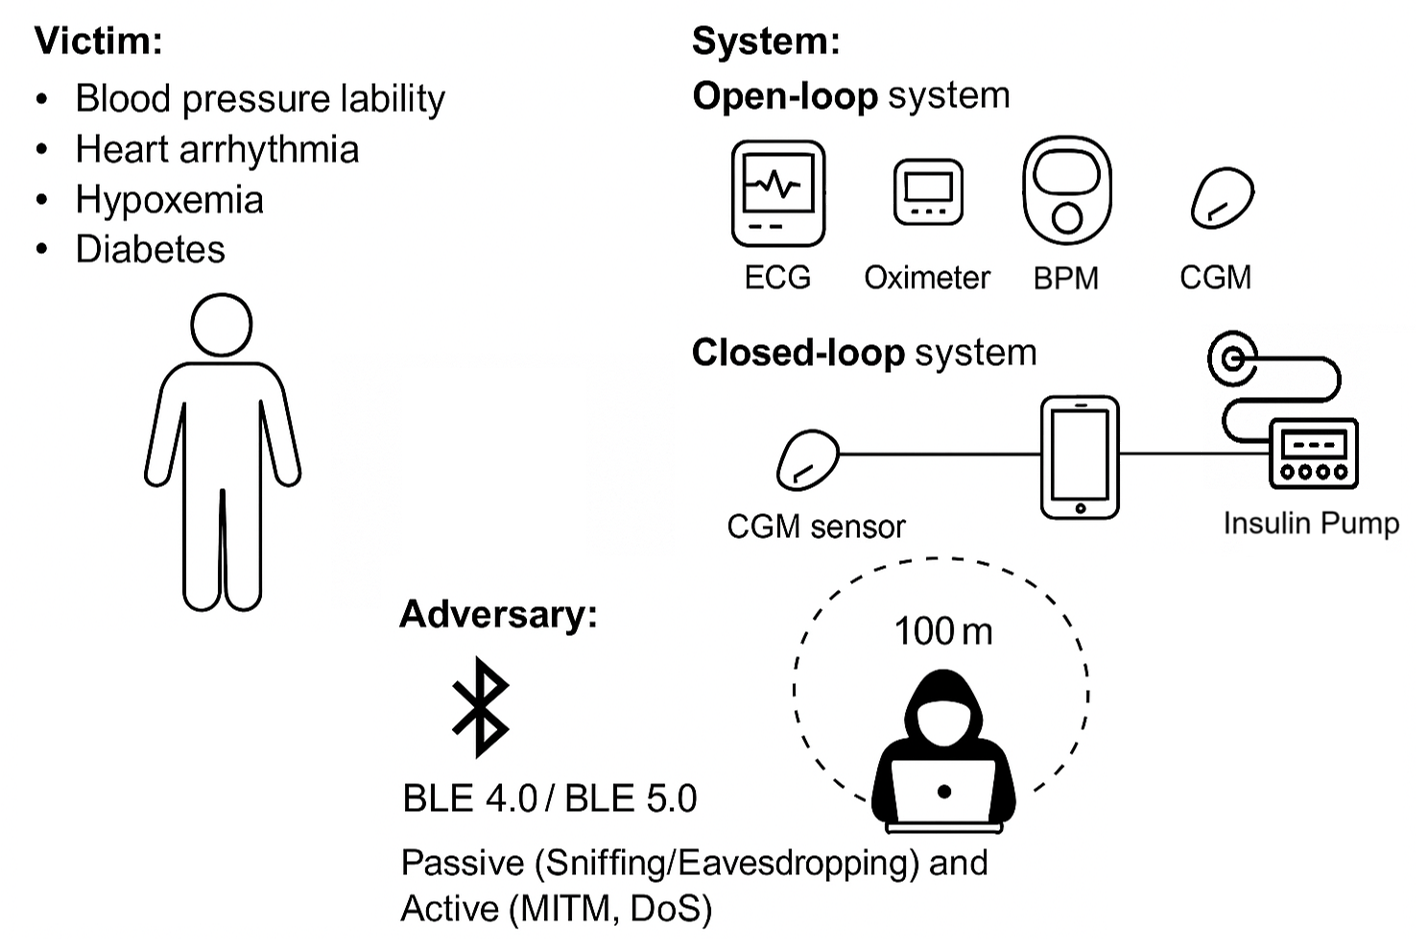 Victim:
• Blood pressure lability
• Heart arrhythmia
• Hypoxemia
• Diabetes
System:
Open-loop system
ECG
Oximeter
BPM
CGM
Closed-loop system
CGM sensor
Insulin Pump
Adversary:
100 m
BLE 4.0 / BLE 5.0
Passive (Sniffing/Eavesdropping) and
Active (MITM, DoS)